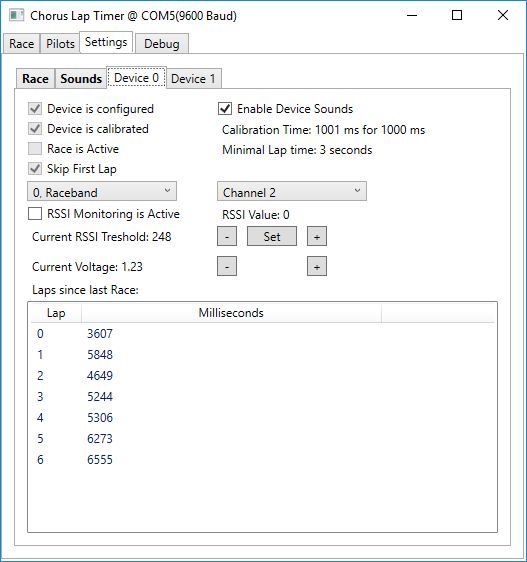 Chorus Lap Timer @ COM5(9600 Baud)
Race Pilots Settings Debug
Race Sounds Device 0 Device 1
Device is configured Enable Device Sounds
Device is calibrated Calibration Time: 1001 ms for 1000 ms
Race is Active Minimal Lap time: 3 seconds
Skip First Lap
0, Raceband Channel 2
RSSI Monitoring is Active RSSI Value: 0
Current RSSI Treshold: 248 - Set +
Current Voltage: 1.23 - +
Laps since last Race:
Lap Milliseconds
0 3607
1 5848
2 4649
3 5244
4 5306
5 6273
6 6555